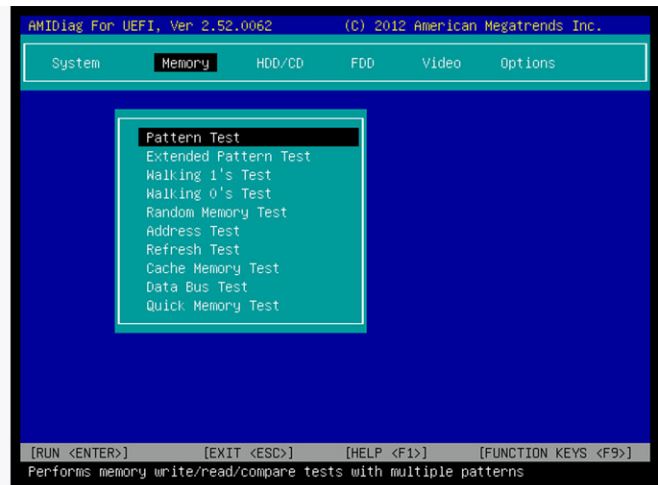 AMIDiag For UEFI, Ver 2.52.0062 (C) 2012 American Megatrends Inc.
System Memory HDD/CD FDD Video Options
Pattern Test
Extended Pattern Test
Walking 1's Test
Walking 0's Test
Random Memory Test
Address Test
Refresh Test
Cache Memory Test
Data Bus Test
Quick Memory Test
[RUN <ENTER>] [EXIT <ESC>] [HELP <F1>] [FUNCTION KEYS <F9>]
Performs memory write/read/compare tests with multiple patterns